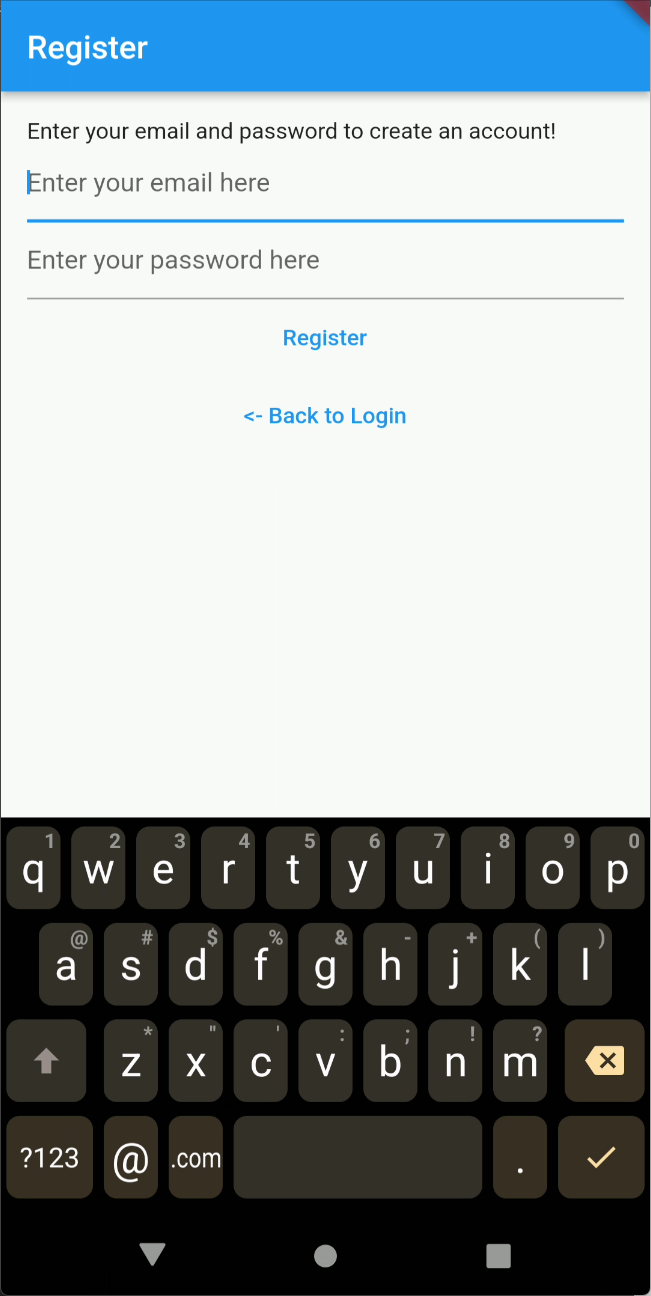 Register
Enter your email and password to create an account!
Enter your email here
Enter your password here
Register
<- Back to Login
1 2 3 4 5 6 7 8 9 0
q w e r t y u i o p
@ # $ % & - + ( )
a s d f g h j k l
* " ' : ; ! ?
z x c v b n m
?123 @ .com .